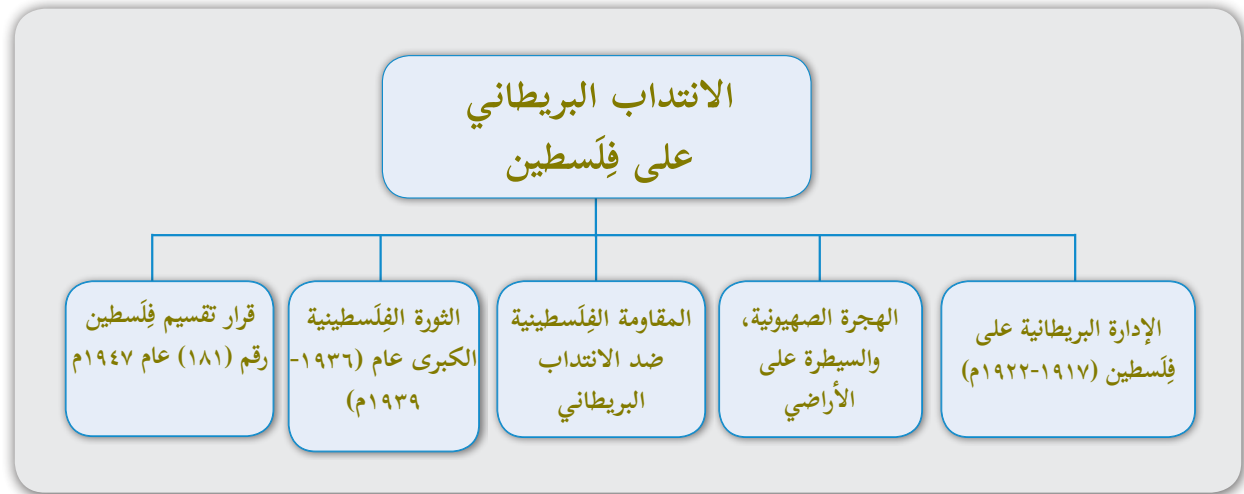 الانتداب البريطاني
على فِلَسطين
الإدارة البريطانية على
فِلَسطين (١٩١٧-١٩٢٢م)
الهجرة الصهيونية،
والسيطرة على
الأراضي
المقاومة الفِلَسطينية
ضد الانتداب
البريطاني
الثورة الفِلَسطينية
الكبرى عام (١٩٣٦-
١٩٣٩م)
قرار تقسيم فِلَسطين
رقم (١٨١) عام ١٩٤٧م